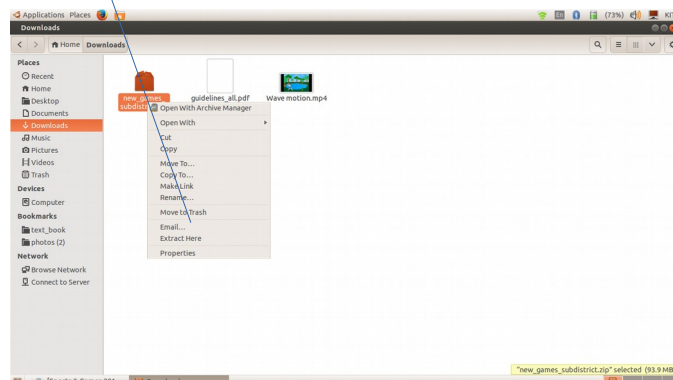 Applications Places
En
(73%)
Downloads
Home Downloads
Places
Recent
Home
Desktop
Documents
Downloads
Music
Pictures
Videos
Trash
Devices
Computer
Bookmarks
text_book
photos (2)
Network
Browse Network
Connect to Server
new_games_
guidelines_all.pdf
Wave motion.mp4
Open With Archive Manager
Open With
Cut
Copy
Move To...
Copy To...
Make Link
Rename...
Move to Trash
Email...
Extract Here
Properties
"new_games_subdistrict.zip" selected (93.9 MB